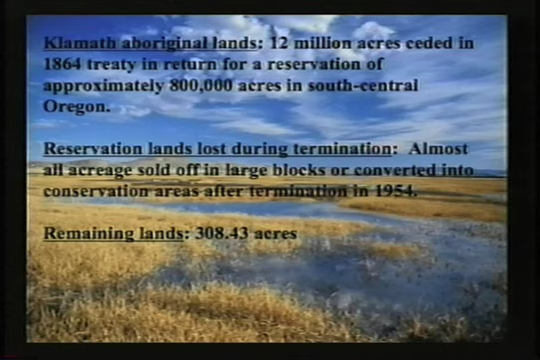 Klamath aboriginal lands: 12 million acres ceded in
1864 treaty in return for a reservation of
approximately 800,000 acres in south-central
Oregon.
Reservation lands lost during termination: Almost
all acreage sold off in large blocks or converted into
conservation areas after termination in 1954.
Remaining lands: 308.43 acres